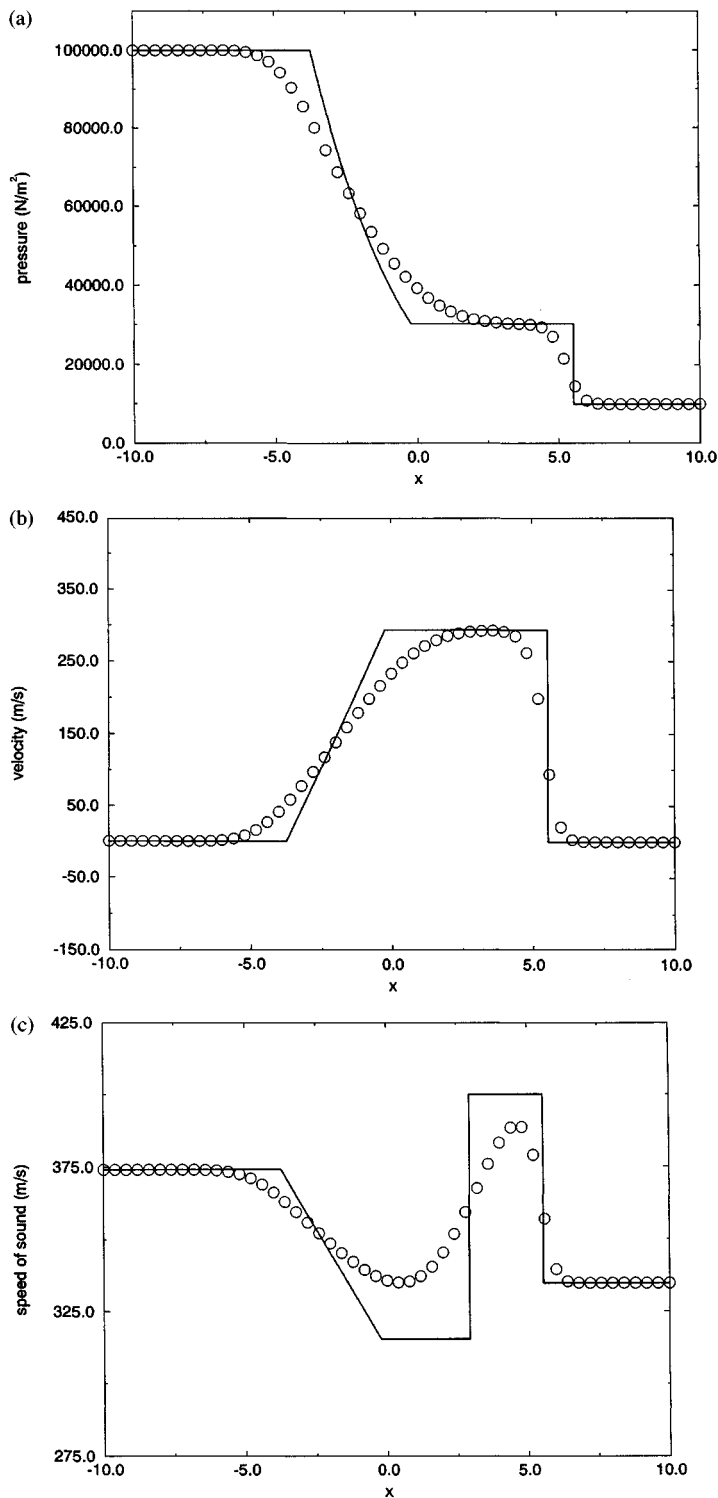 (a)
100000.0
80000.0
60000.0
40000.0
20000.0
0.0
pressure (N/m²)
-10.0 -5.0 0.0 5.0 10.0
x
(b)
450.0
350.0
250.0
150.0
50.0
-50.0
-150.0
velocity (m/s)
-10.0 -5.0 0.0 5.0 10.0
x
(c)
425.0
375.0
325.0
275.0
speed of sound (m/s)
-10.0 -5.0 0.0 5.0 10.0
x